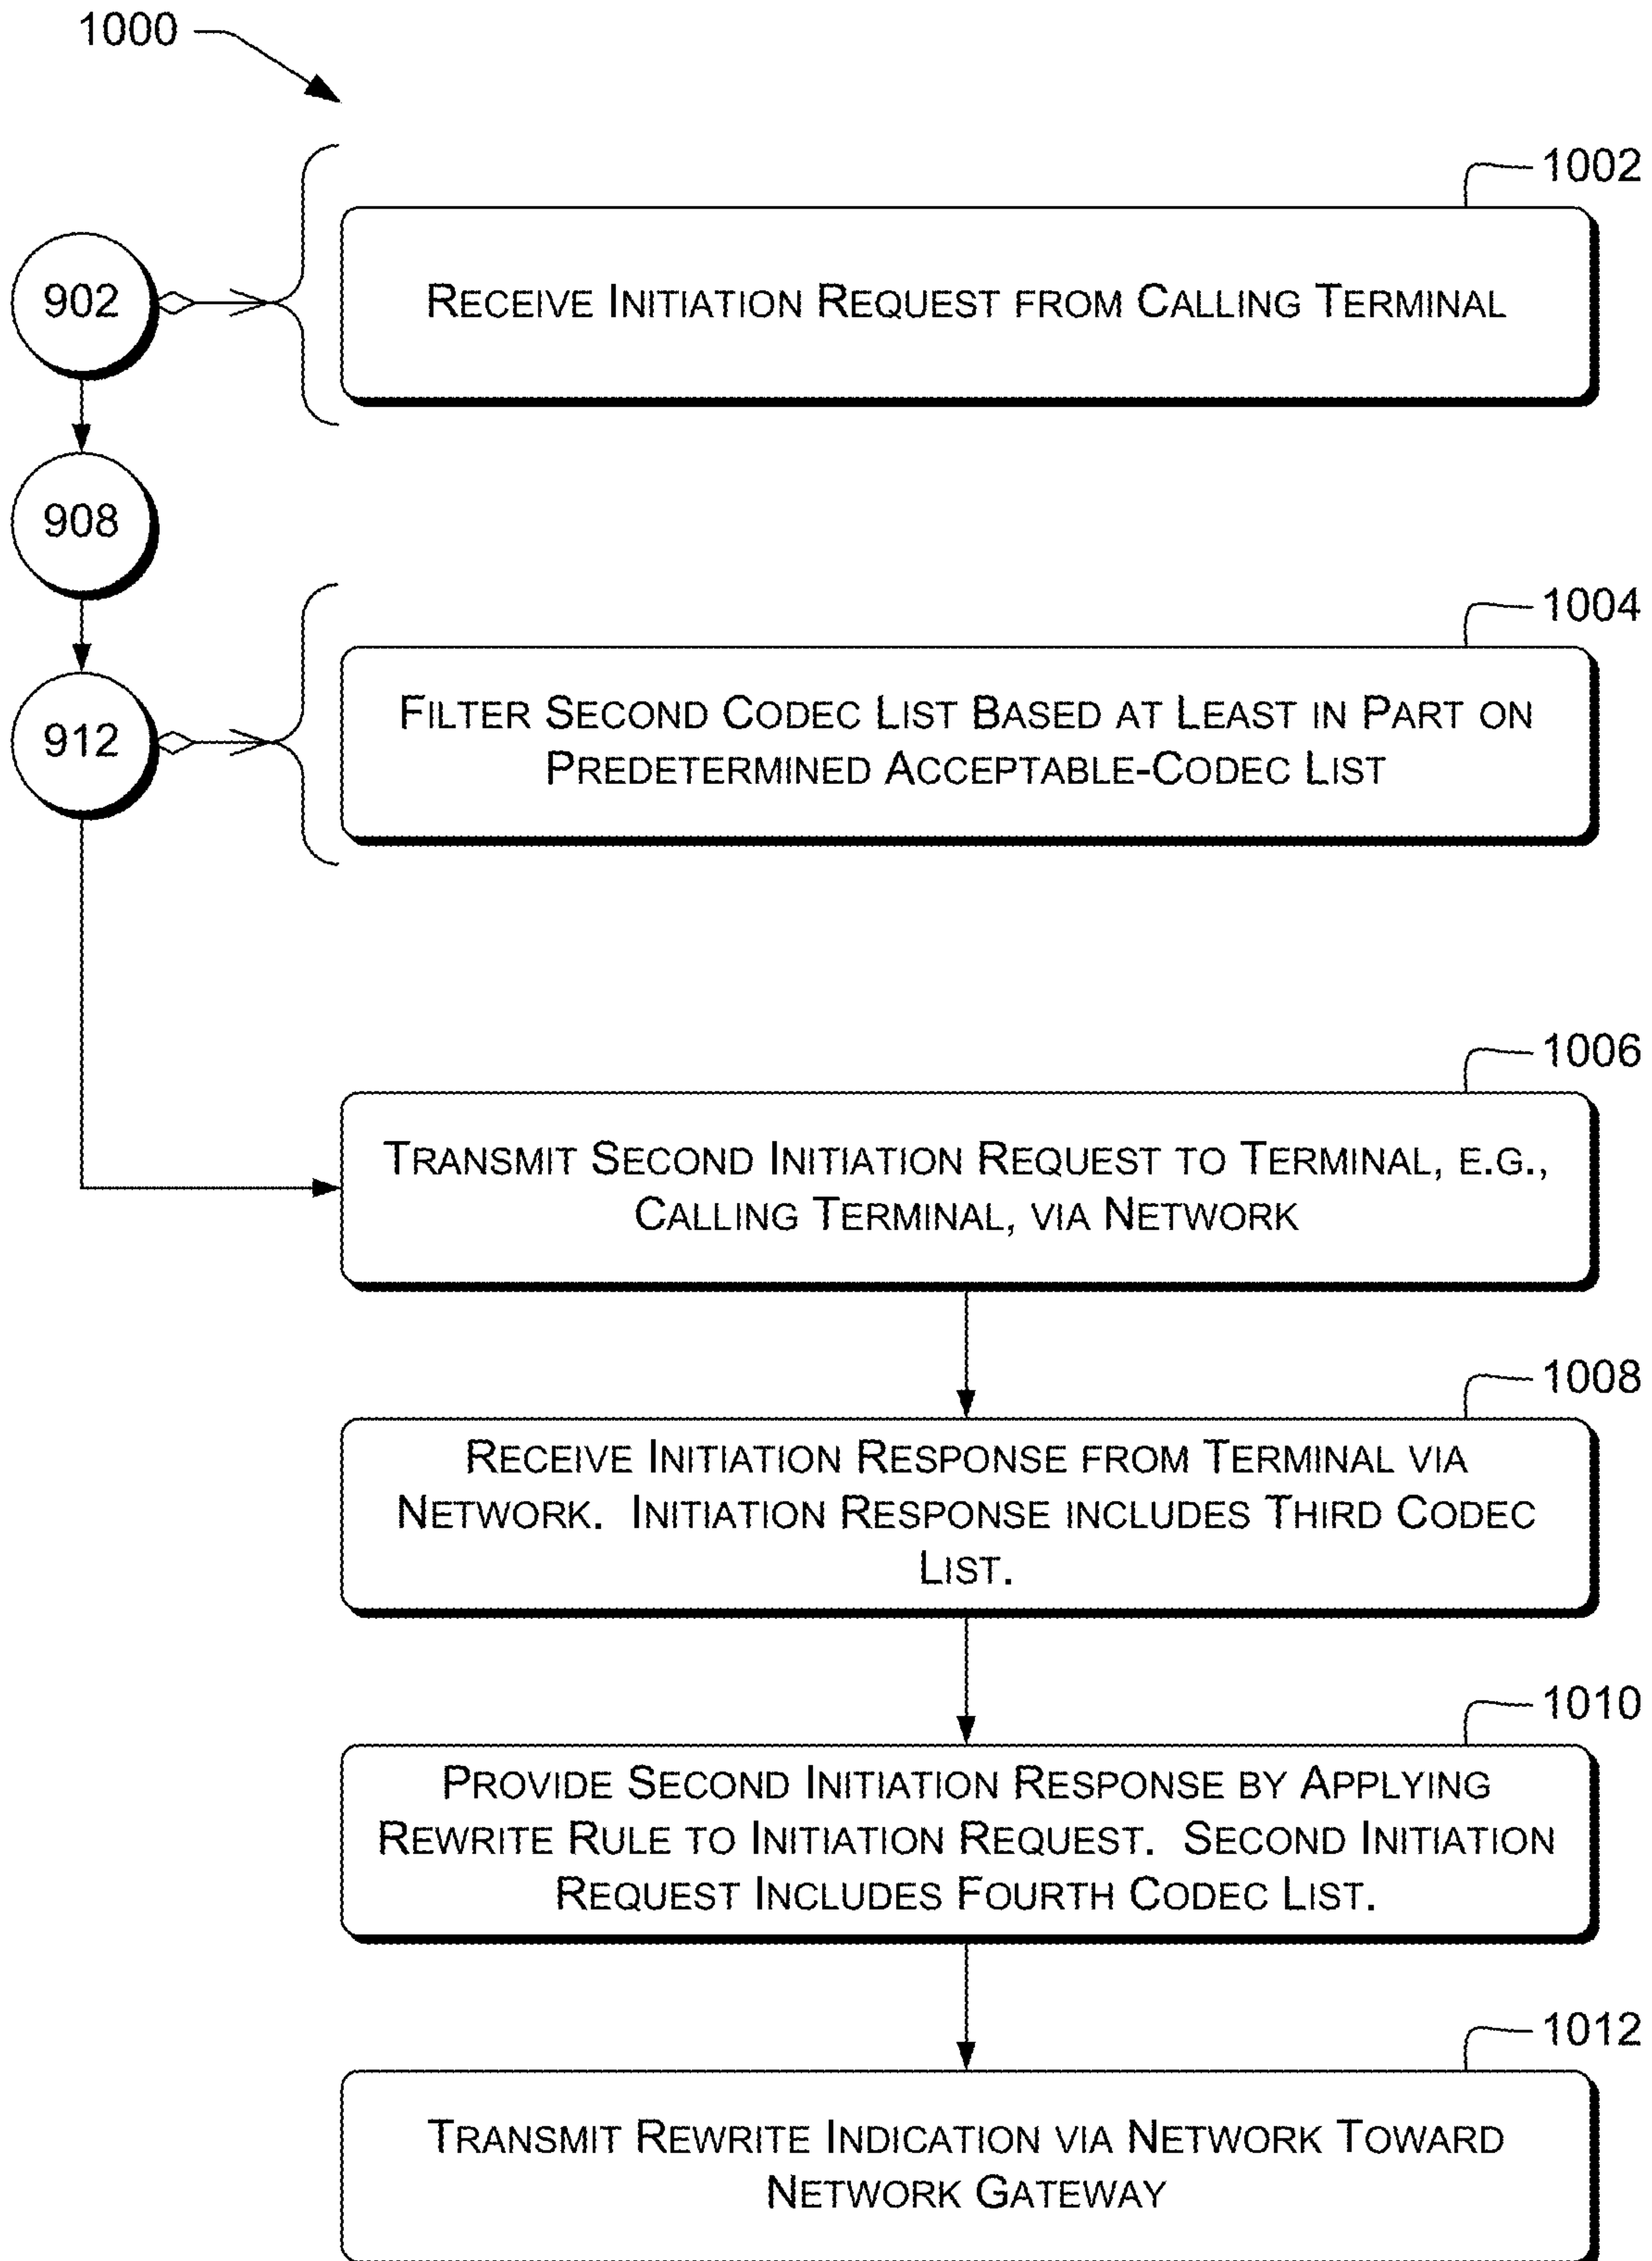 1000
1002
902
RECEIVE INITIATION REQUEST FROM CALLING TERMINAL
908
1004
912
FILTER SECOND CODEC LIST BASED AT LEAST IN PART ON
PREDETERMINED ACCEPTABLE-CODEC LIST
1006
TRANSMIT SECOND INITIATION REQUEST TO TERMINAL, E.G.,
CALLING TERMINAL, VIA NETWORK
1008
RECEIVE INITIATION RESPONSE FROM TERMINAL VIA
NETWORK. INITIATION RESPONSE INCLUDES THIRD CODEC
LIST.
1010
PROVIDE SECOND INITIATION RESPONSE BY APPLYING
REWRITE RULE TO INITIATION REQUEST. SECOND INITIATION
REQUEST INCLUDES FOURTH CODEC LIST.
1012
TRANSMIT REWRITE INDICATION VIA NETWORK TOWARD
NETWORK GATEWAY